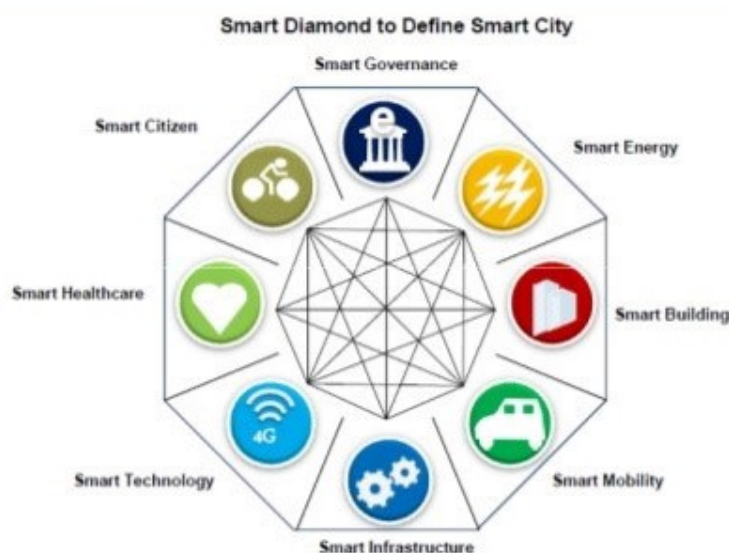 Smart Diamond to Define Smart City
Smart Governance
e
Smart Citizen
Smart Energy
Smart Healthcare
Smart Building
4G
Smart Technology
Smart Mobility
Smart Infrastructure